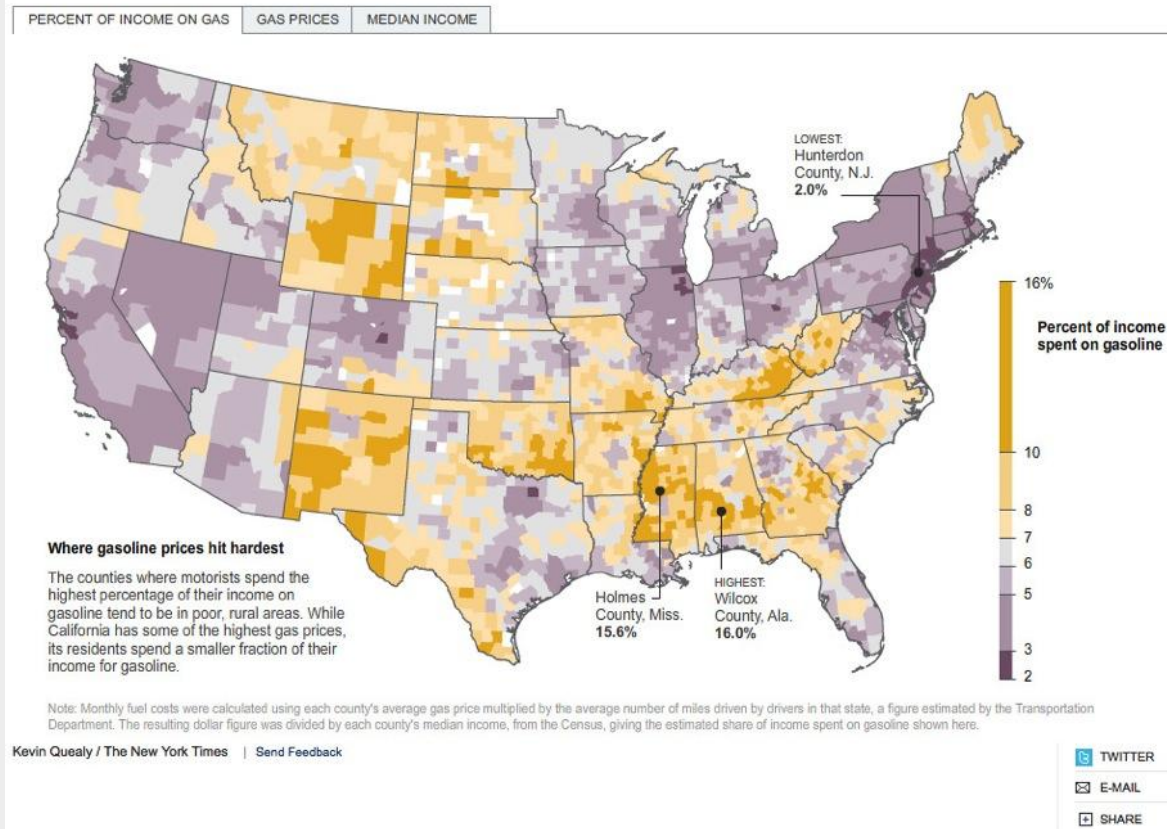 PERCENT OF INCOME ON GAS
GAS PRICES
MEDIAN INCOME
LOWEST:
Hunterdon
County, N.J.
2.0%
16%
Percent of income
spent on gasoline
10
8
7
6
5
3
2
Where gasoline prices hit hardest
The counties where motorists spend the
highest percentage of their income on
gasoline tend to be in poor, rural areas. While
California has some of the highest gas prices,
its residents spend a smaller fraction of their
income for gasoline.
Holmes
County, Miss.
15.6%
HIGHEST:
Wilcox
County, Ala.
16.0%
Note: Monthly fuel costs were calculated using each county's average gas price multiplied by the average number of miles driven by drivers in that state, a figure estimated by the Transportation
Department. The resulting dollar figure was divided by each county's median income, from the Census, giving the estimated share of income spent on gasoline shown here.
Kevin Quealy / The New York Times | Send Feedback
TWITTER
E-MAIL
SHARE